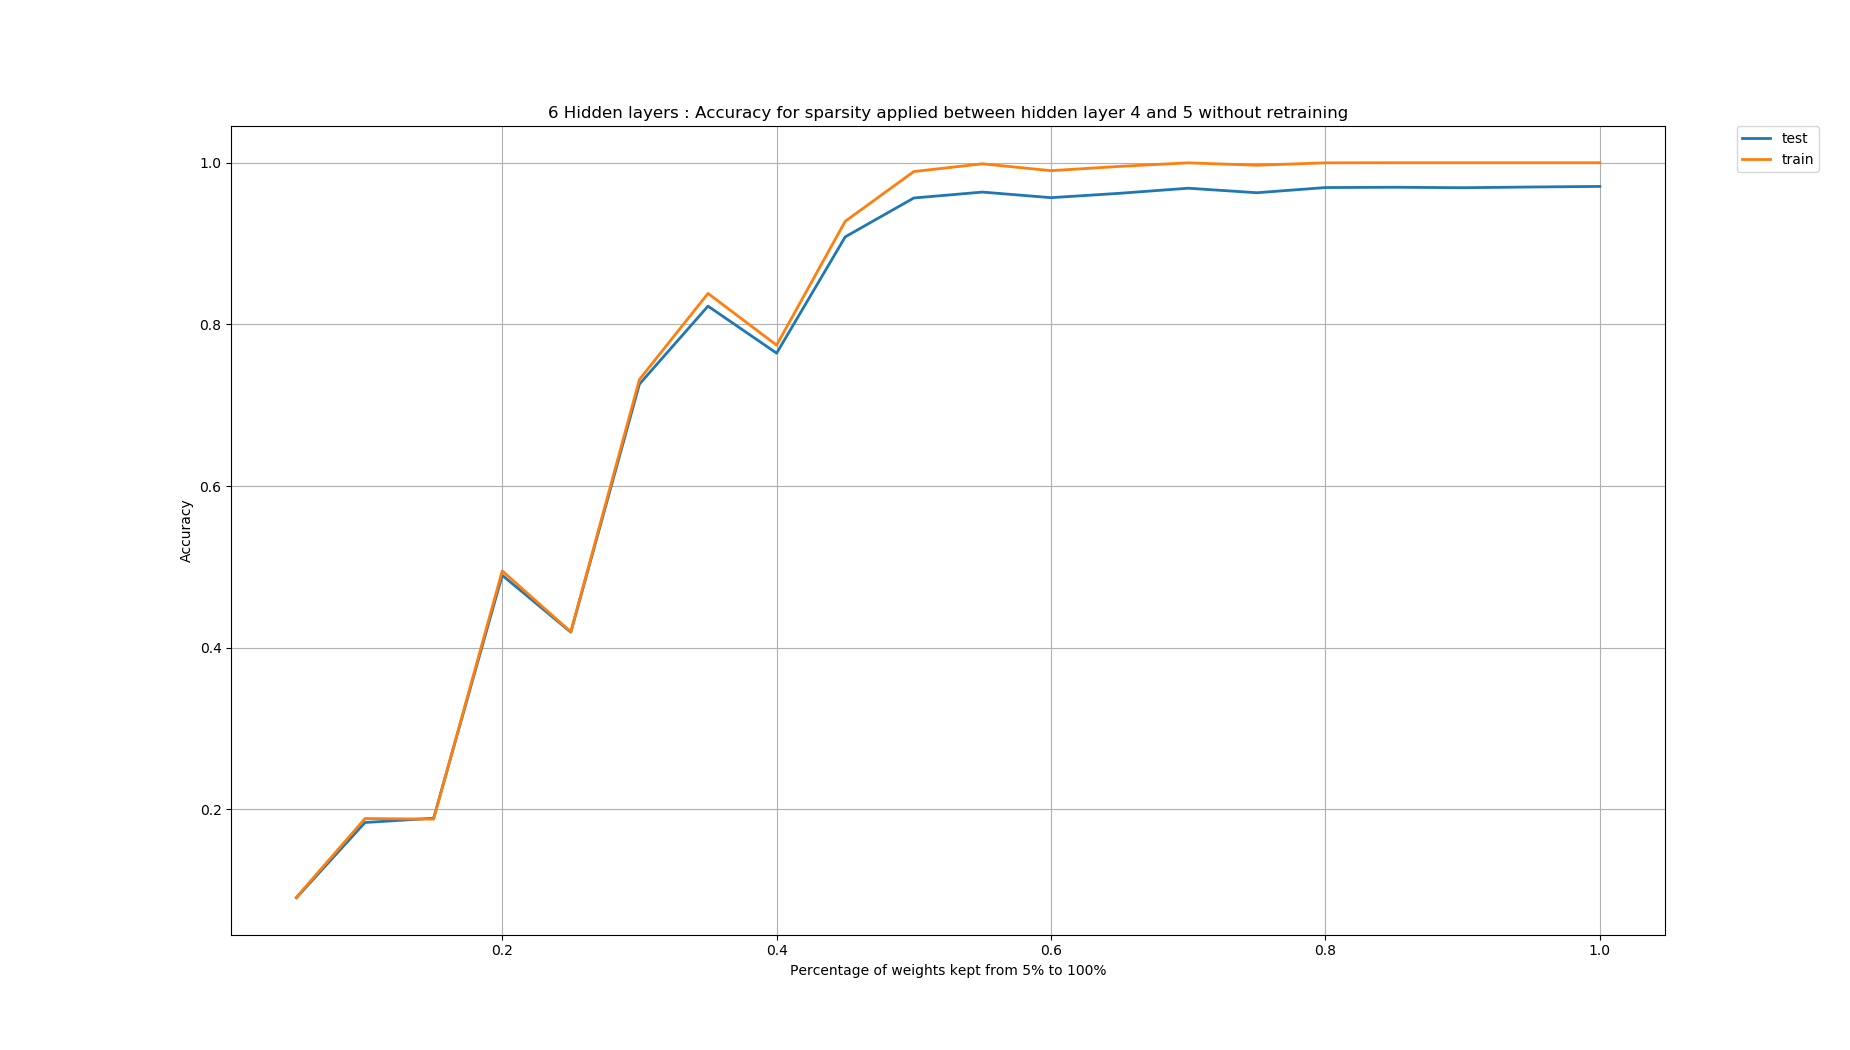 6 Hidden layers : Accuracy for sparsity applied between hidden layer 4 and 5 without retraining
test
train
1.0
0.8
0.6
0.4
0.2
Accuracy
0.2 0.4 0.6 0.8 1.0
Percentage of weights kept from 5% to 100%